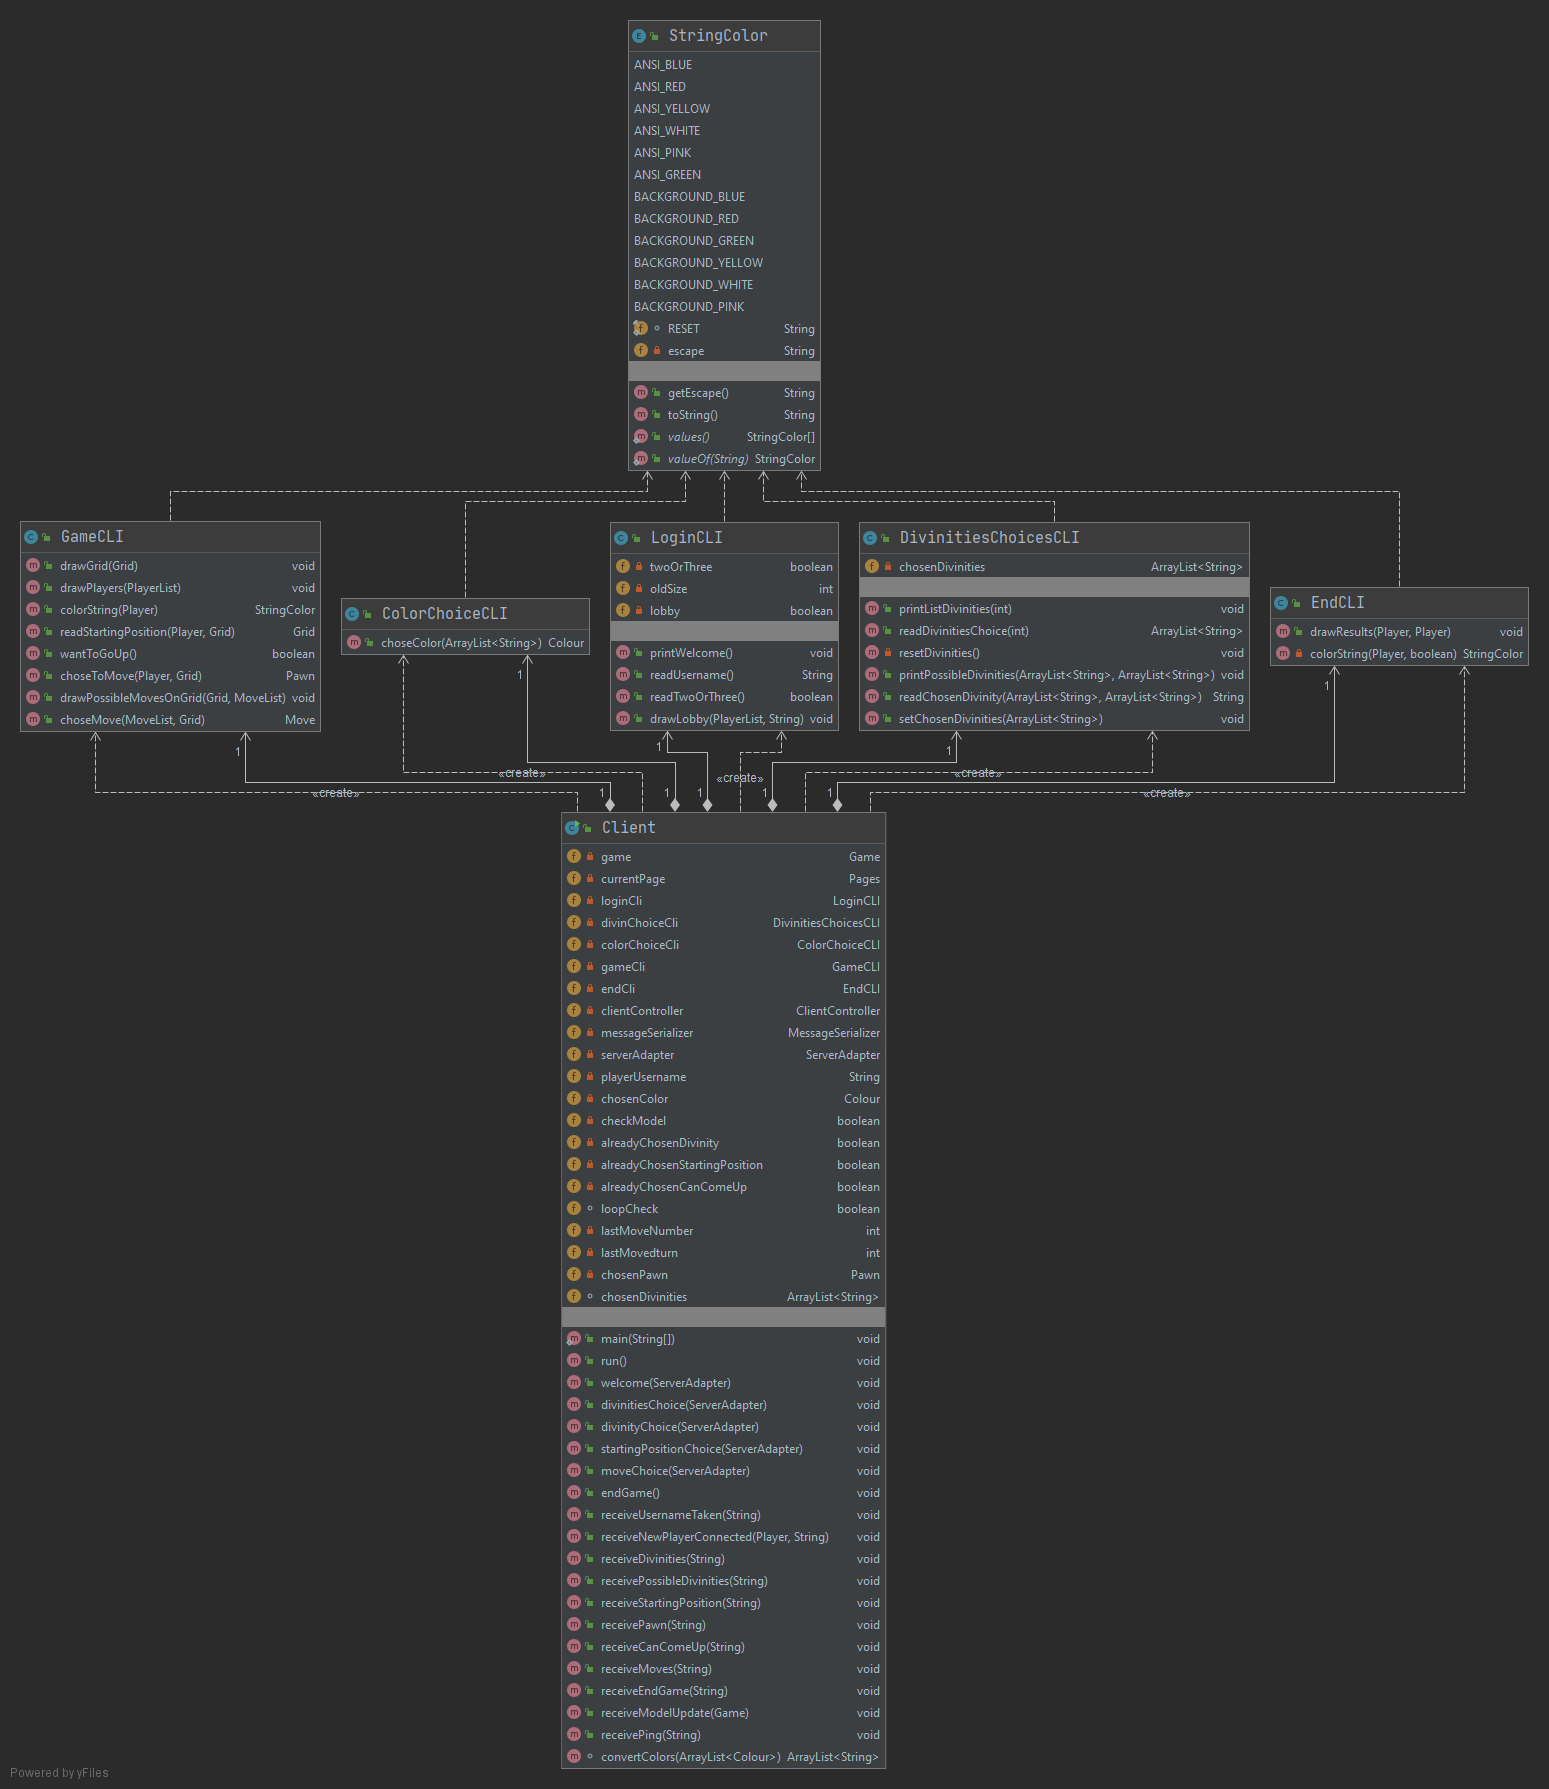 StringColor
ANSI_BLUE
ANSI_RED
ANSI_YELLOW
ANSI_WHITE
ANSI_PINK
ANSI_GREEN
BACKGROUND_BLUE
BACKGROUND_RED
BACKGROUND_GREEN
BACKGROUND_YELLOW
BACKGROUND_WHITE
BACKGROUND_PINK
RESET String
escape String
getEscape() String
toString() String
values() StringColor[]
valueOf(String) StringColor
GameCLI
drawGrid(Grid) void
drawPlayers(PlayerList) void
colorString(Player) StringColor
readStartingPosition(Player, Grid) Grid
wantToGoUp() boolean
choseToMove(Player, Grid) Pawn
drawPossibleMovesOnGrid(Grid, MoveList) void
choseMove(MoveList, Grid) Move
ColorChoiceCLI
choseColor(ArrayList<String>) Colour
LoginCLI
twoOrThree boolean
oldSize int
lobby boolean
printWelcome() void
readUsername() String
readTwoOrThree() boolean
drawLobby(PlayerList, String) void
DivinitiesChoicesCLI
chosenDivinities ArrayList<String>
printListDivinities(int) void
readDivinitiesChoice(int) ArrayList<String>
resetDivinities() void
printPossibleDivinities(ArrayList<String>, ArrayList<String>) void
readChosenDivinity(ArrayList<String>, ArrayList<String>) String
setChosenDivinities(ArrayList<String>) void
EndCLI
drawResults(Player, Player) void
colorString(Player, boolean) StringColor
1
1
1
1
1
«create»
«create»
«create»
«create»
«create»
1
1
1
1
1
Client
game Game
currentPage Pages
loginCli LoginCLI
divinChoiceCli DivinitiesChoicesCLI
colorChoiceCli ColorChoiceCLI
gameCli GameCLI
endCli EndCLI
clientController ClientController
messageSerializer MessageSerializer
serverAdapter ServerAdapter
playerUsername String
chosenColor Colour
checkModel boolean
alreadyChosenDivinity boolean
alreadyChosenStartingPosition boolean
alreadyChosenCanComeUp boolean
loopCheck boolean
lastMoveNumber int
lastMovedturn int
chosenPawn Pawn
chosenDivinities ArrayList<String>
main(String[]) void
run() void
welcome(ServerAdapter) void
divinitiesChoice(ServerAdapter) void
divinityChoice(ServerAdapter) void
startingPositionChoice(ServerAdapter) void
moveChoice(ServerAdapter) void
endGame() void
receiveUsernameTaken(String) void
receiveNewPlayerConnected(Player, String) void
receiveDivinities(String) void
receivePossibleDivinities(String) void
receiveStartingPosition(String) void
receivePawn(String) void
receiveCanComeUp(String) void
receiveMoves(String) void
receiveEndGame(String) void
receiveModelUpdate(Game) void
receivePing(String) void
convertColors(ArrayList<Colour>) ArrayList<String>
Powered by yFiles